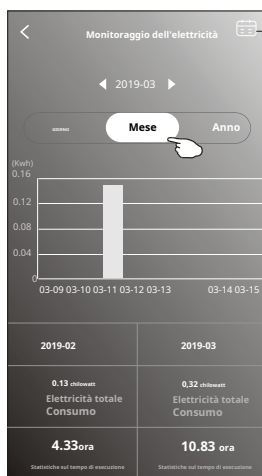 Monitoraggio dell'elettricità
2019-03
GIORNO Mese Anno
(Kwh)
0.16
0.12
0.08
0.04
0
03-09 03-10 03-11 03-12 03-13 03-14 03-15
2019-02 2019-03
0.13 chilowatt 0,32 chilowatt
Elettricità totale Elettricità totale
Consumo Consumo
4.33ora 10.83 ora
Statistiche sul tempo di esecuzione Statistiche sul tempo di esecuzione